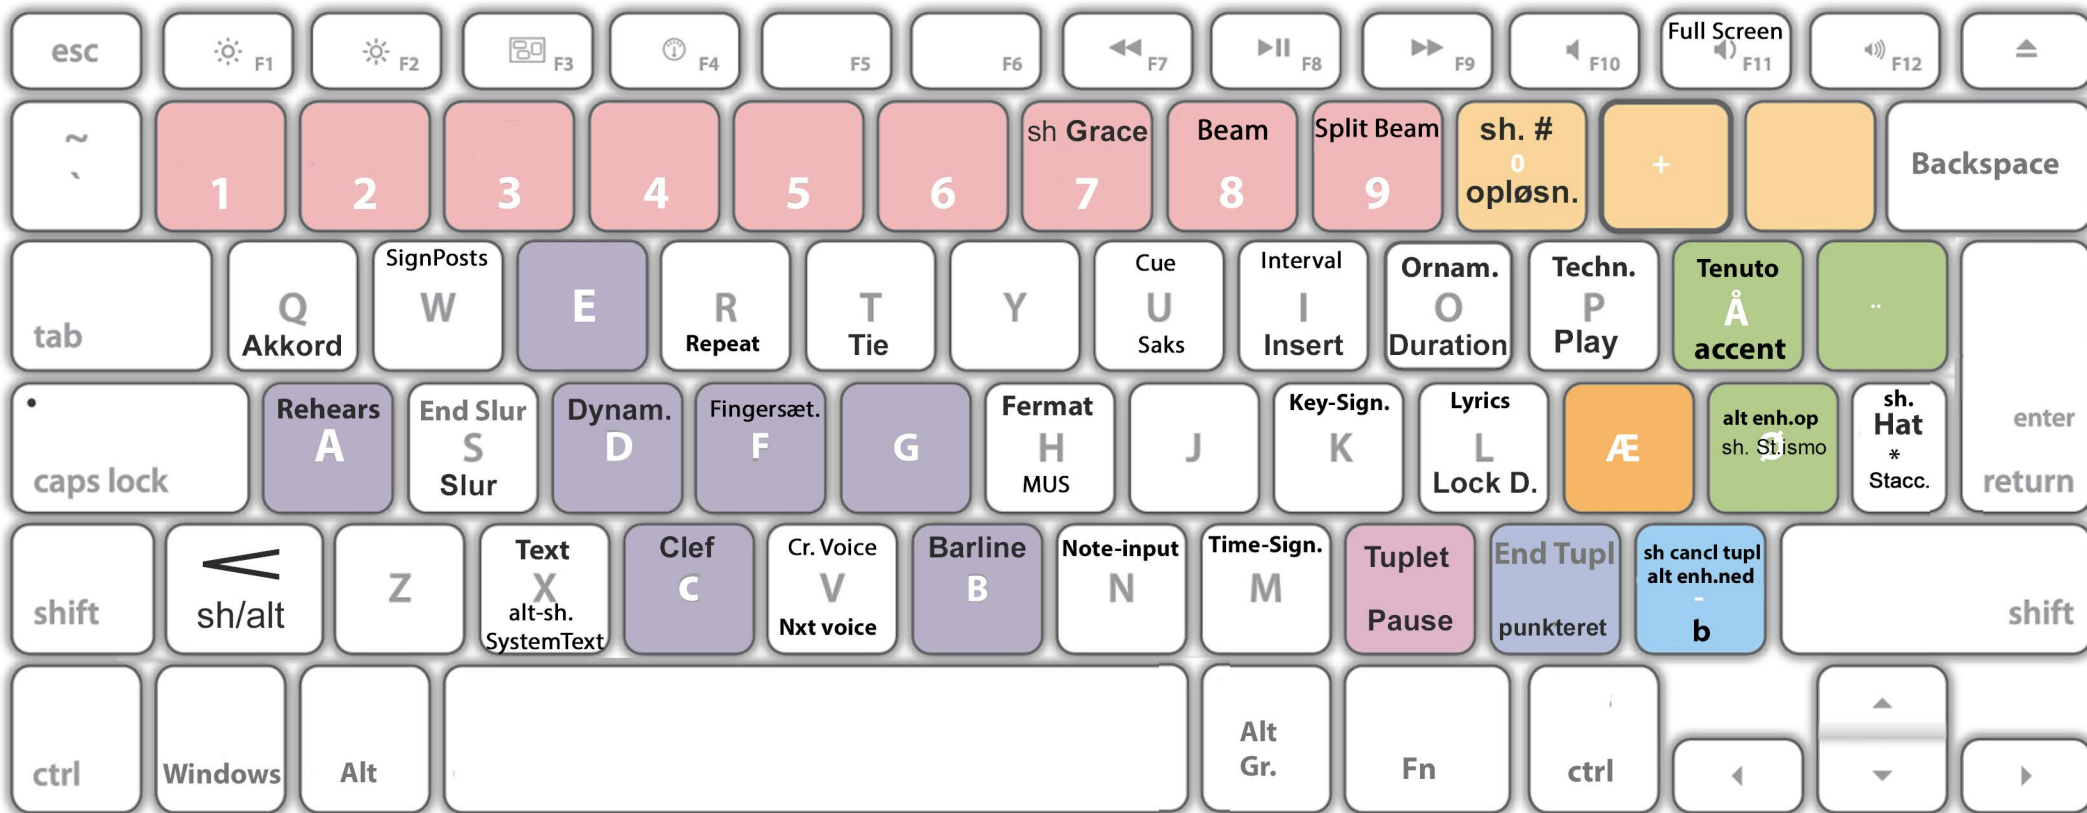 esc
F1
F2
F3
F4
F5
F6
F7
F8
F9
F10
Full Screen
F11
F12
~
`
1
2
3
4
5
6
sh Grace
7
Beam
8
Split Beam
9
sh. #
0
opløsn.
+
Backspace
tab
Q
Akkord
SignPosts
W
E
R
Repeat
T
Tie
Y
Cue
U
Saks
Interval
I
Insert
Ornam.
O
Duration
Techn.
P
Play
Tenuto
Å
accent
¨
caps lock
Rehears
A
End Slur
S
Slur
Dynam.
D
Fingersæt.
F
G
Fermat
H
MUS
J
Key-Sign.
K
Lyrics
L
Lock D.
Æ
alt enh.op
Ø
sh. St.ismo
sh.
Hat
*
Stacc.
enter
return
shift
<
sh/alt
Z
Text
X
alt-sh.
SystemText
Clef
C
Cr. Voice
V
Nxt voice
Barline
B
Note-input
N
Time-Sign.
M
Tuplet
Pause
End Tupl
punkteret
sh cancl tupl
alt enh.ned
-
b
shift
ctrl
Windows
Alt
Alt
Gr.
Fn
ctrl